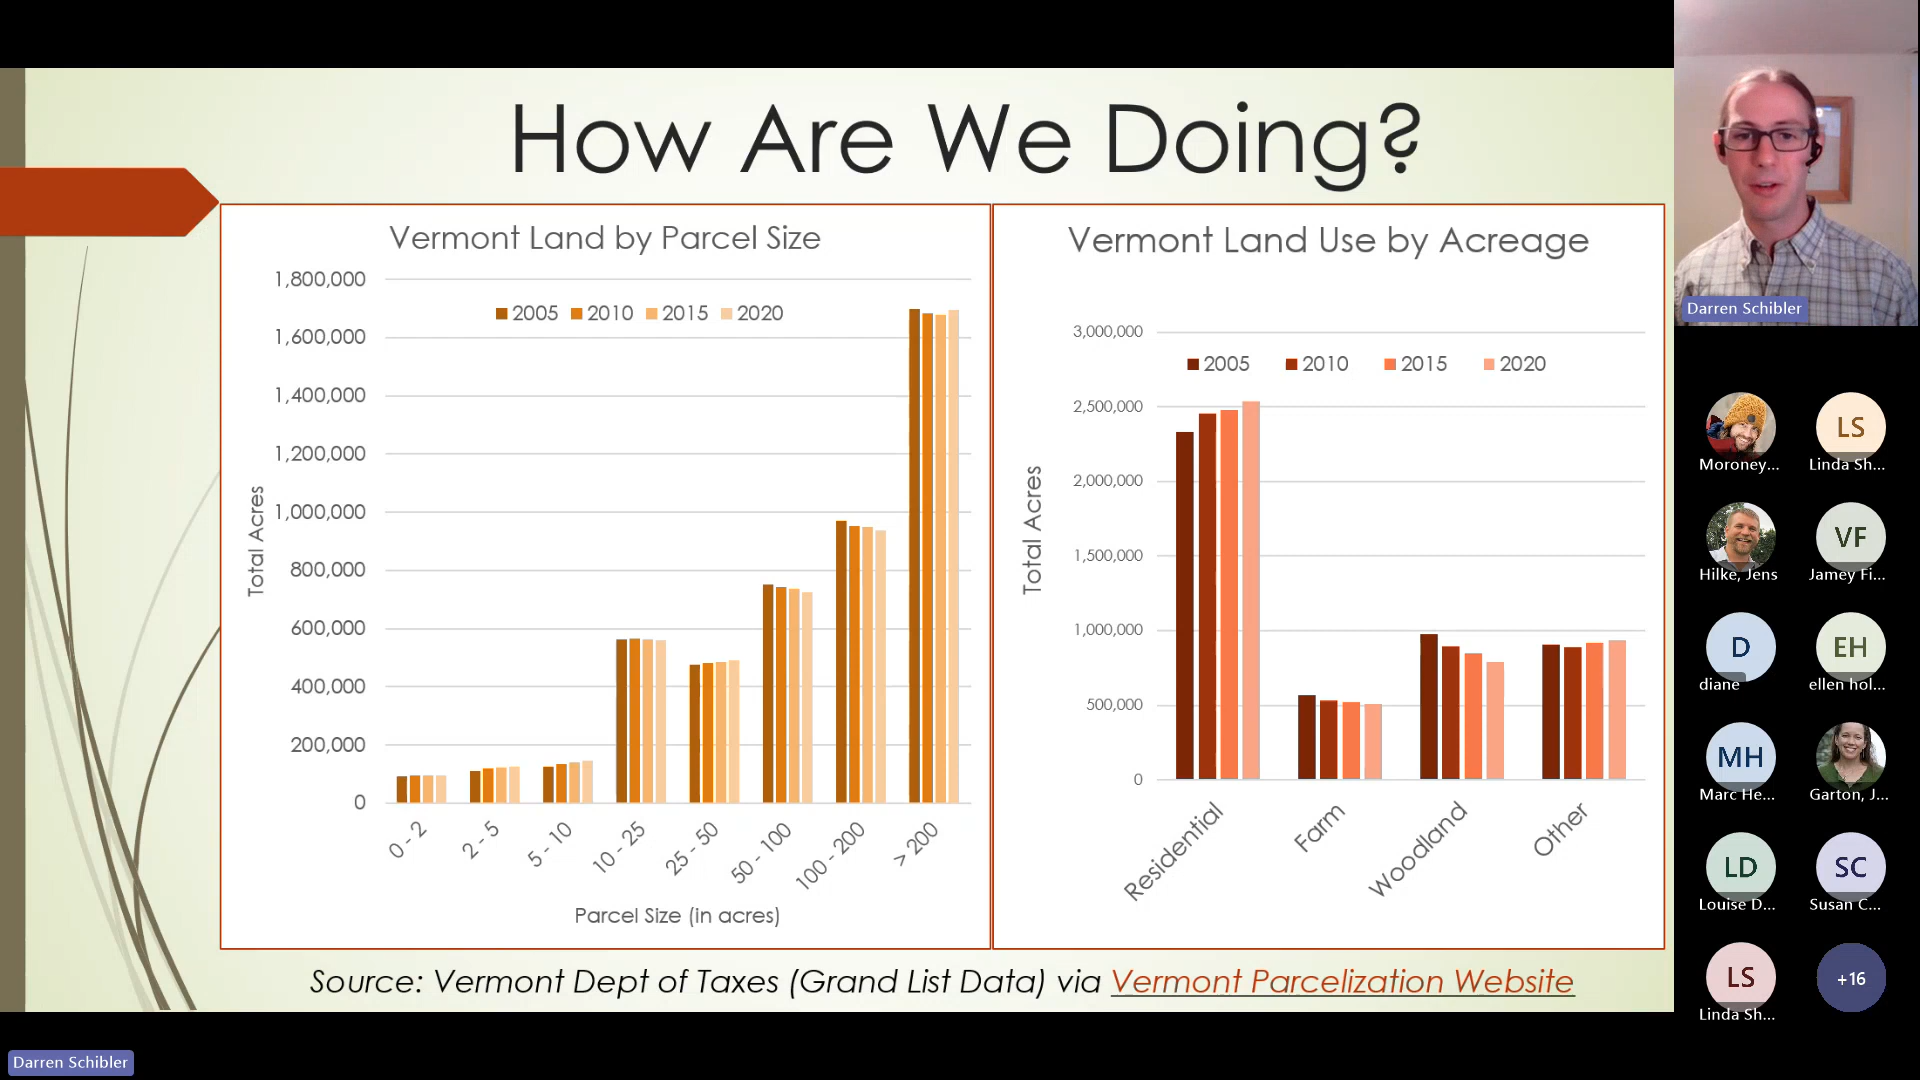 How Are We Doing?
Vermont Land by Parcel Size
1,800,000
1,600,000
1,400,000
1,200,000
1,000,000
800,000
600,000
400,000
200,000
0
2005 2010 2015 2020
Total Acres
0 - 2
2 - 5
5 - 10
10 - 25
25 - 50
50 - 100
100 - 200
> 200
Parcel Size (in acres)
Vermont Land Use by Acreage
3,000,000
2,500,000
2,000,000
1,500,000
1,000,000
500,000
0
2005 2010 2015 2020
Total Acres
Residential
Farm
Woodland
Other
Source: Vermont Dept of Taxes (Grand List Data) via Vermont Parcelization Website
Darren Schibler
Darren Schibler
Moroney...
LS
Linda Sh...
Hilke, Jens
VF
Jamey Fi...
D
diane
EH
ellen hol...
MH
Marc He...
Garton, J...
LD
Louise D...
SC
Susan C...
LS
Linda Sh...
+16